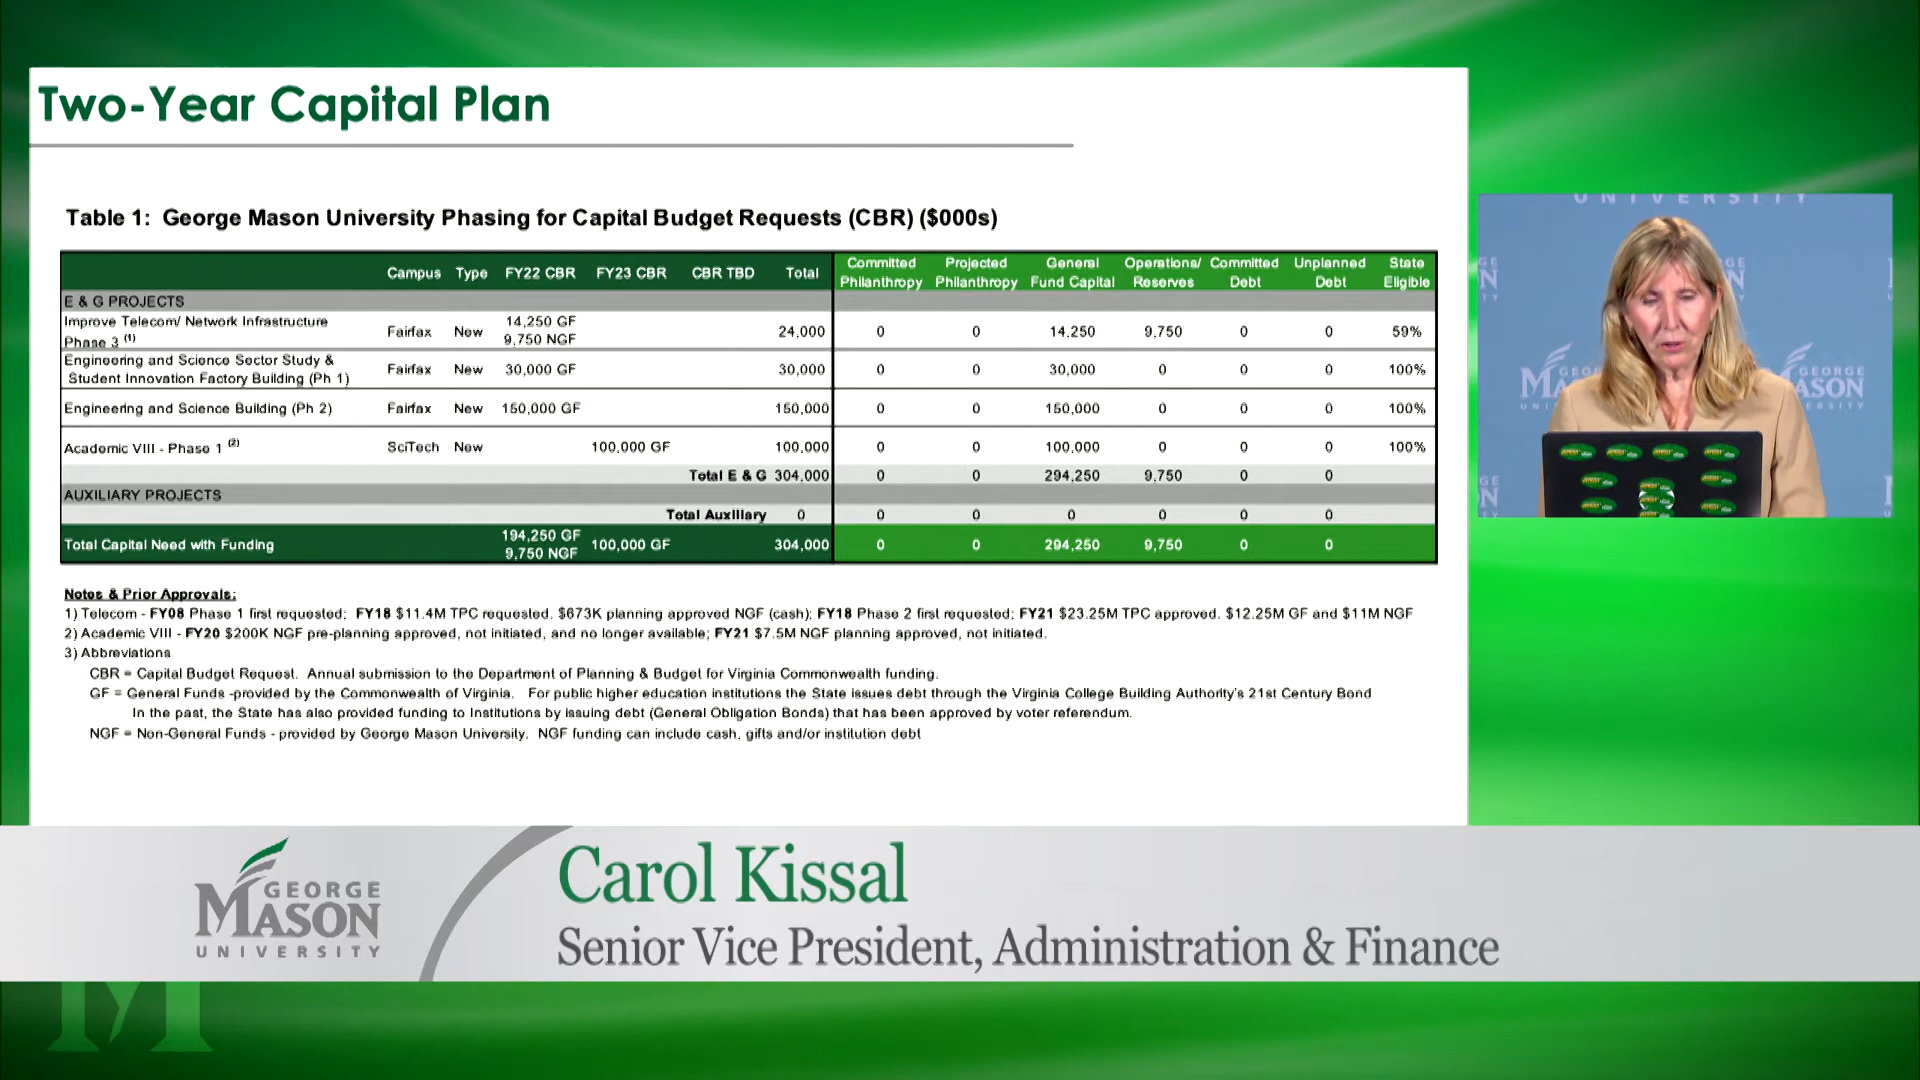 Two-Year Capital Plan
Table 1: George Mason University Phasing for Capital Budget Requests (CBR) ($000s)
Campus Type FY22 CBR FY23 CBR CBR TBD Total Committed Philanthropy Projected Philanthropy General Fund Capital Operations/ Reserves Committed Debt Unplanned Debt State Eligible
E & G PROJECTS
Improve Telecom/ Network Infrastructure Phase 3 (1) Fairfax New 14,250 GF 9,750 NGF 24,000 0 0 14,250 9,750 0 0 59%
Engineering and Science Sector Study & Student Innovation Factory Building (Ph 1) Fairfax New 30,000 GF 30,000 0 0 30,000 0 0 0 100%
Engineering and Science Building (Ph 2) Fairfax New 150,000 GF 150,000 0 0 150,000 0 0 0 100%
Academic VIII - Phase 1 (2) SciTech New 100,000 GF 100,000 0 0 100,000 0 0 0 100%
Total E & G 304,000 0 0 294,250 9,750 0 0
AUXILIARY PROJECTS
Total Auxiliary 0 0 0 0 0 0 0
Total Capital Need with Funding 194,250 GF 9,750 NGF 100,000 GF 304,000 0 0 294,250 9,750 0 0
Notes & Prior Approvals:
1) Telecom - FY08 Phase 1 first requested; FY18 $11.4M TPC requested. $673K planning approved NGF (cash); FY18 Phase 2 first requested; FY21 $23.25M TPC approved. $12.25M GF and $11M NGF
2) Academic VIII - FY20 $200K NGF pre-planning approved, not initiated, and no longer available; FY21 $7.5M NGF planning approved, not initiated.
3) Abbreviations
CBR = Capital Budget Request. Annual submission to the Department of Planning & Budget for Virginia Commonwealth funding.
GF = General Funds -provided by the Commonwealth of Virginia. For public higher education institutions the State issues debt through the Virginia College Building Authority's 21st Century Bond
In the past, the State has also provided funding to Institutions by issuing debt (General Obligation Bonds) that has been approved by voter referendum.
NGF = Non-General Funds - provided by George Mason University. NGF funding can include cash, gifts and/or institution debt
UNIVERSITY
GEORGE
MASON
UNIVERSITY
Carol Kissal
Senior Vice President, Administration & Finance